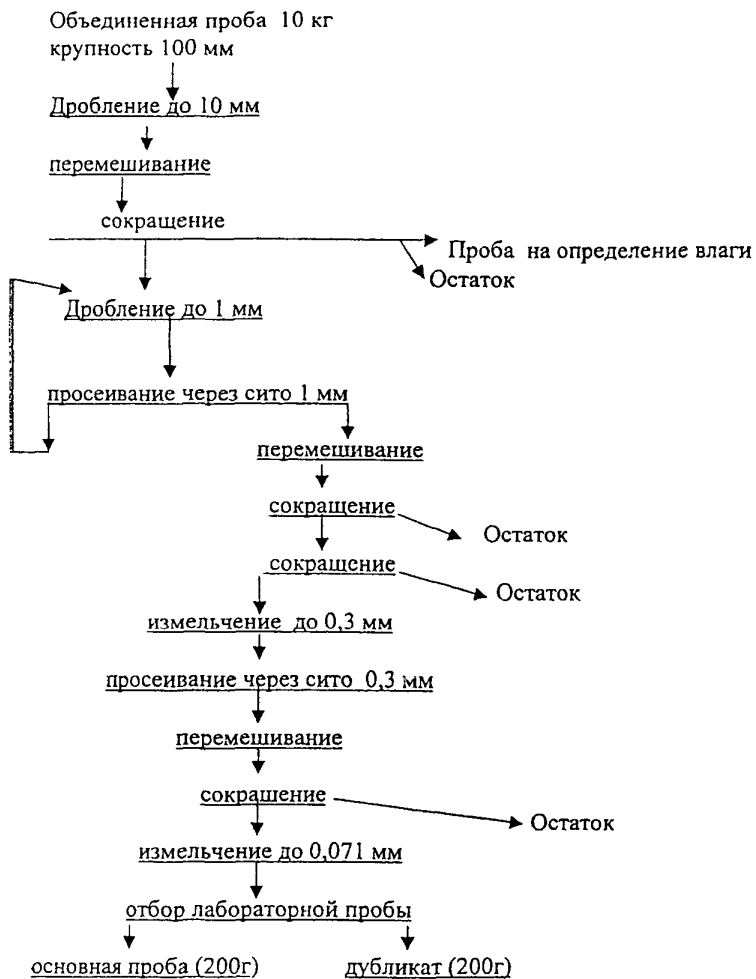 Объединенная проба 10 кг
крупность 100 мм
Дробление до 10 мм
перемешивание
сокращение
Проба на определение влаги
Остаток
Дробление до 1 мм
просеивание через сито 1 мм
перемешивание
сокращение
Остаток
сокращение
Остаток
измельчение до 0,3 мм
просеивание через сито 0,3 мм
перемешивание
сокрашение
Остаток
измельчение до 0,071 мм
отбор лабораторной пробы
основная проба (200г) дубликат (200г)